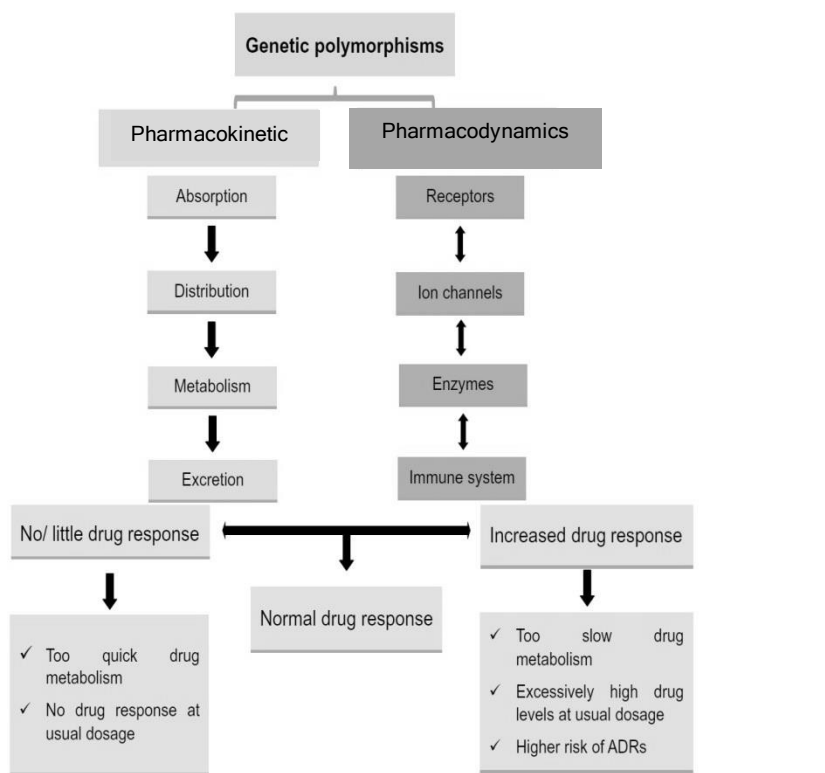 Genetic polymorphisms
Pharmacokinetic
Pharmacodynamics
Absorption
Receptors
Distribution
Ion channels
Metabolism
Enzymes
Excretion
Immune system
No/ little drug response
Increased drug response
Normal drug response
✓ Too quick drug
metabolism
✓ No drug response at
usual dosage
✓ Too slow drug
metabolism
✓ Excessively high drug
levels at usual dosage
✓ Higher risk of ADRs